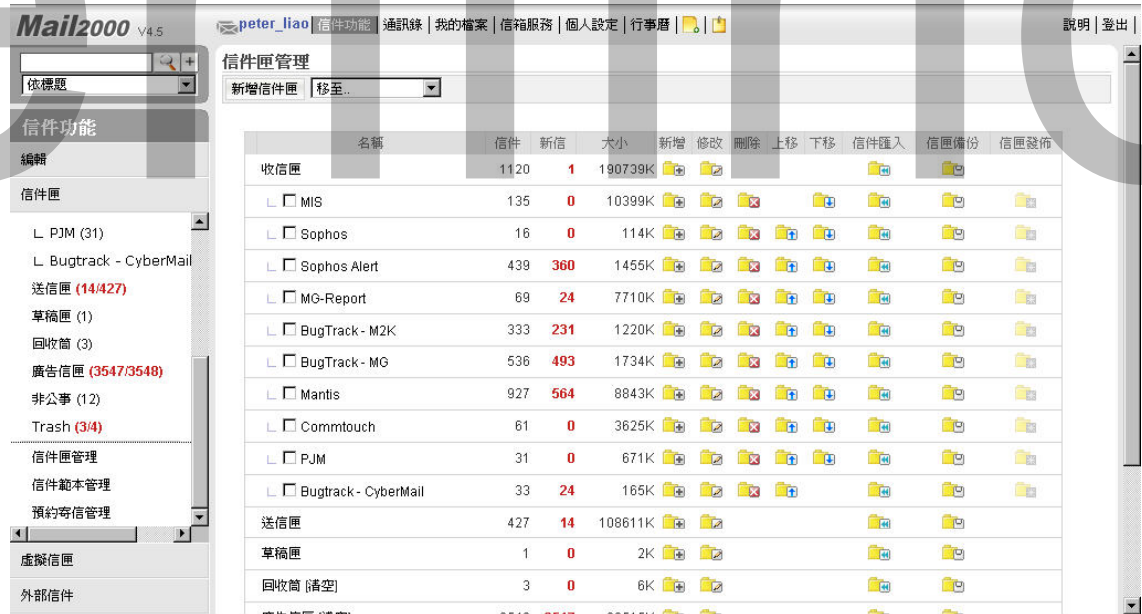 Mail2000 V4.5
peter_liao 信件功能 | 通訊錄 | 我的檔案 | 信箱服務 | 個人設定 | 行事曆 |
說明 | 登出 |
依標題
信件功能
編輯
信件匣
∟ PJM (31)
∟ Bugtrack - CyberMail
送信匣 (14/427)
草稿匣 (1)
回收筒 (3)
廣告信匣 (3547/3548)
非公事 (12)
Trash (3/4)
信件匣管理
信件範本管理
預約寄信管理
虛擬信匣
外部信件
信件匣管理
新增信件匣 移至..
名稱 信件 新信 大小 新增 修改 刪除 上移 下移 信件匯入 信匣備份 信匣發佈
收信匣 1120 1 190739K
MIS 135 0 10399K
Sophos 16 0 114K
Sophos Alert 439 360 1455K
MG-Report 69 24 7710K
BugTrack - M2K 333 231 1220K
BugTrack - MG 536 493 1734K
Mantis 927 564 8843K
Commtouch 61 0 3625K
PJM 31 0 671K
Bugtrack - CyberMail 33 24 165K
送信匣 427 14 108611K
草稿匣 1 0 2K
回收筒 [清空] 3 0 6K